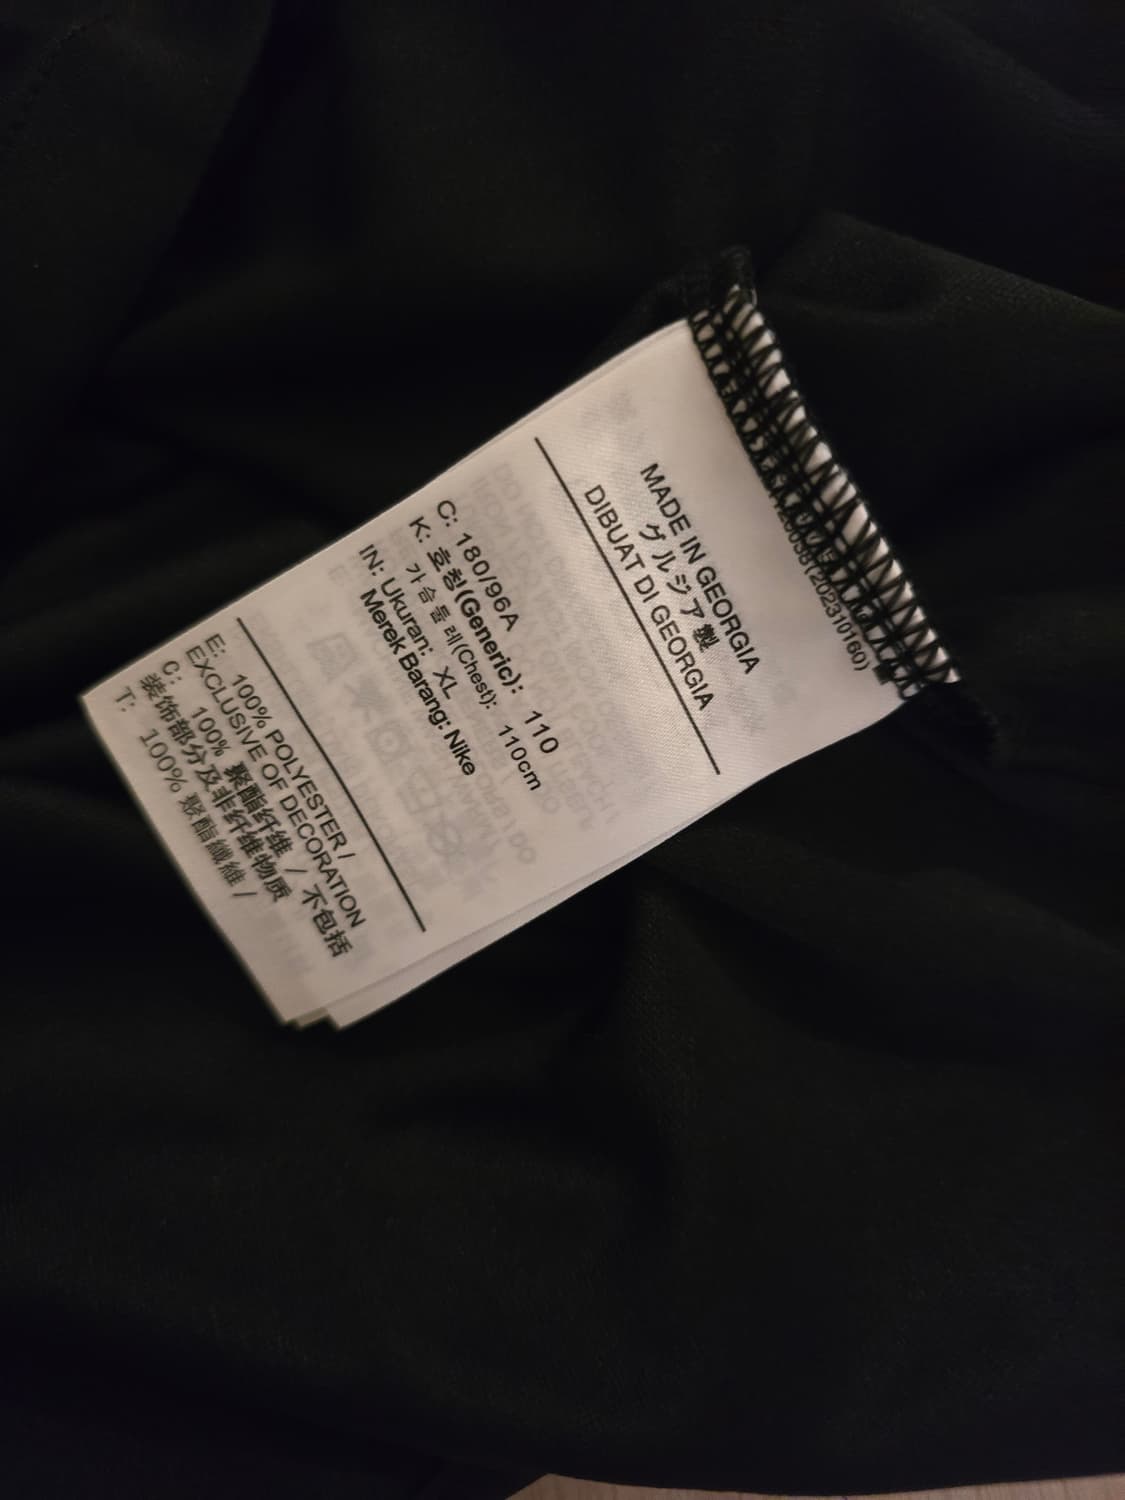 MADE IN GEORGIA
グルジア製
DIBUAT DI GEORGIA
C: 180/96A
K: 호칭(Generic): 110
가슴둘레(Chest): 110cm
IN: Ukuran: XL
Merek Barang: Nike
E: 100% POLYESTER /
EXCLUSIVE OF DECORATION
C: 100% 聚酯纤维 / 不包括
装饰部分及非纤维物质
T: 100% 聚酯纖維 /